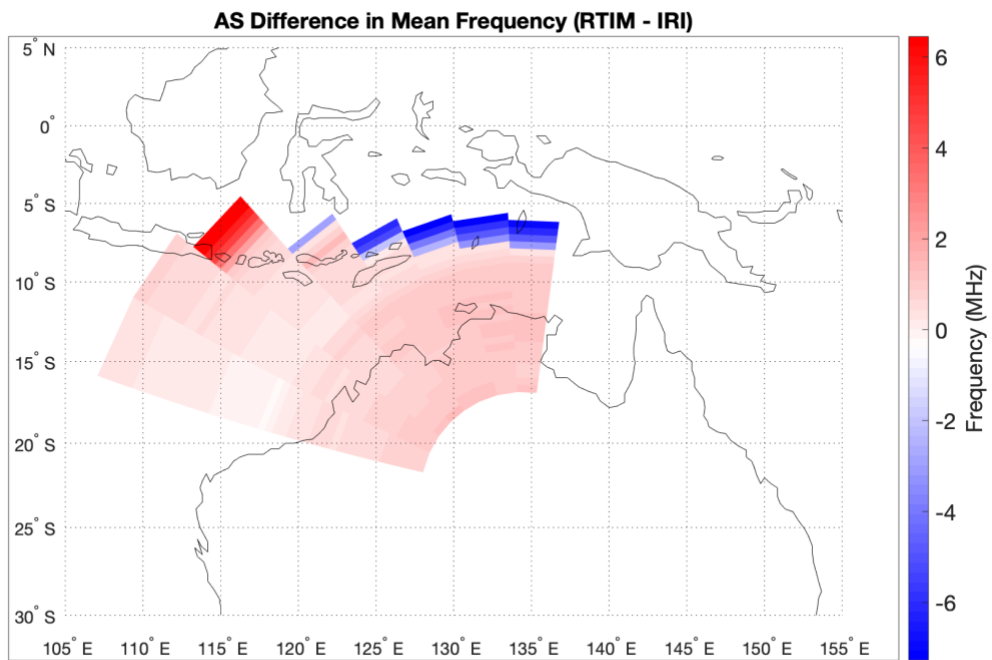 AS Difference in Mean Frequency (RTIM - IRI)
5° N
0°
5° S
10° S
15° S
20° S
25° S
30° S
105° E 110° E 115° E 120° E 125° E 130° E 135° E 140° E 145° E 150° E 155° E
6
4
2
0
-2
-4
-6
Frequency (MHz)